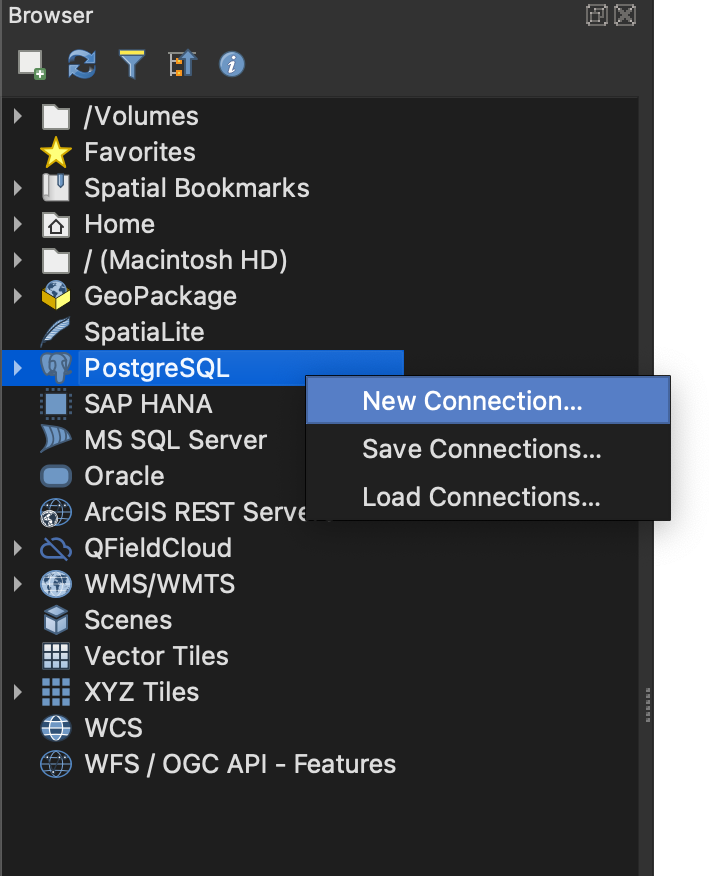 Browser
/Volumes
Favorites
Spatial Bookmarks
Home
/ (Macintosh HD)
GeoPackage
SpatiaLite
PostgreSQL
New Connection...
SAP HANA
MS SQL Server
Save Connections...
Oracle
Load Connections...
ArcGIS REST Serve
QFieldCloud
WMS/WMTS
Scenes
Vector Tiles
XYZ Tiles
WCS
WFS / OGC API - Features